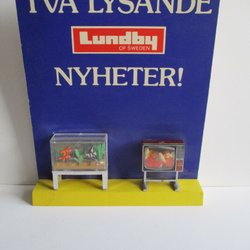 TVÅ LYSANDE
Lundby
OF SWEDEN
NYHETER!